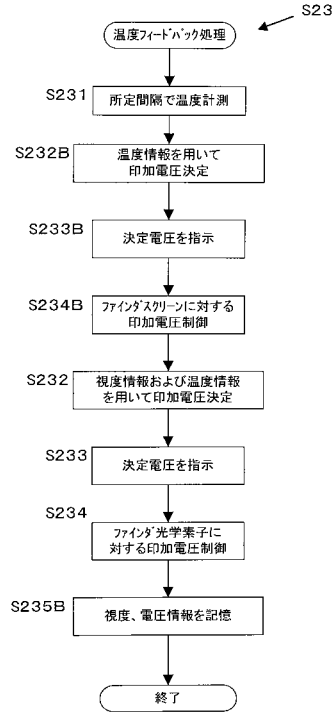 S23
温度フィードバック処理
S231
所定間隔で温度計測
S232B
温度情報を用いて
印加電圧決定
S233B
決定電圧を指示
S234B
ファインダスクリーンに対する
印加電圧制御
S232
視度情報および温度情報
を用いて印加電圧決定
S233
決定電圧を指示
S234
ファインダ光学素子に
対する印加電圧制御
S235B
視度、電圧情報を記憶
終了